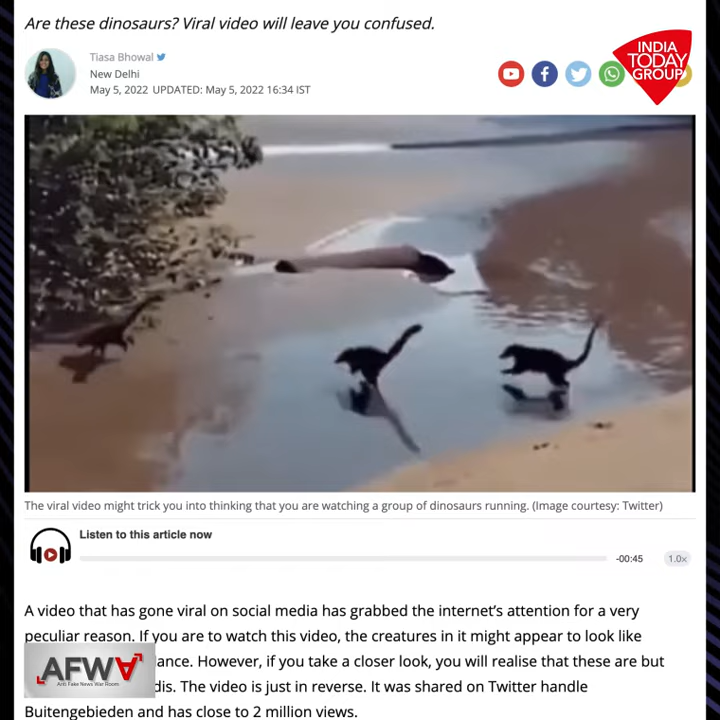 Are these dinosaurs? Viral video will leave you confused.
Tiasa Bhowal
New Delhi
May 5, 2022 UPDATED: May 5, 2022 16:34 IST
INDIA
TODAY
GROUP
The viral video might trick you into thinking that you are watching a group of dinosaurs running. (Image courtesy: Twitter)
Listen to this article now
-00:45 1.0x
A video that has gone viral on social media has grabbed the internet's attention for a very
peculiar reason. If you are to watch this video, the creatures in it might appear to look like
lance. However, if you take a closer look, you will realise that these are but
dis. The video is just in reverse. It was shared on Twitter handle
Buitengebieden and has close to 2 million views.
AFWA
Anti Fake News War Room